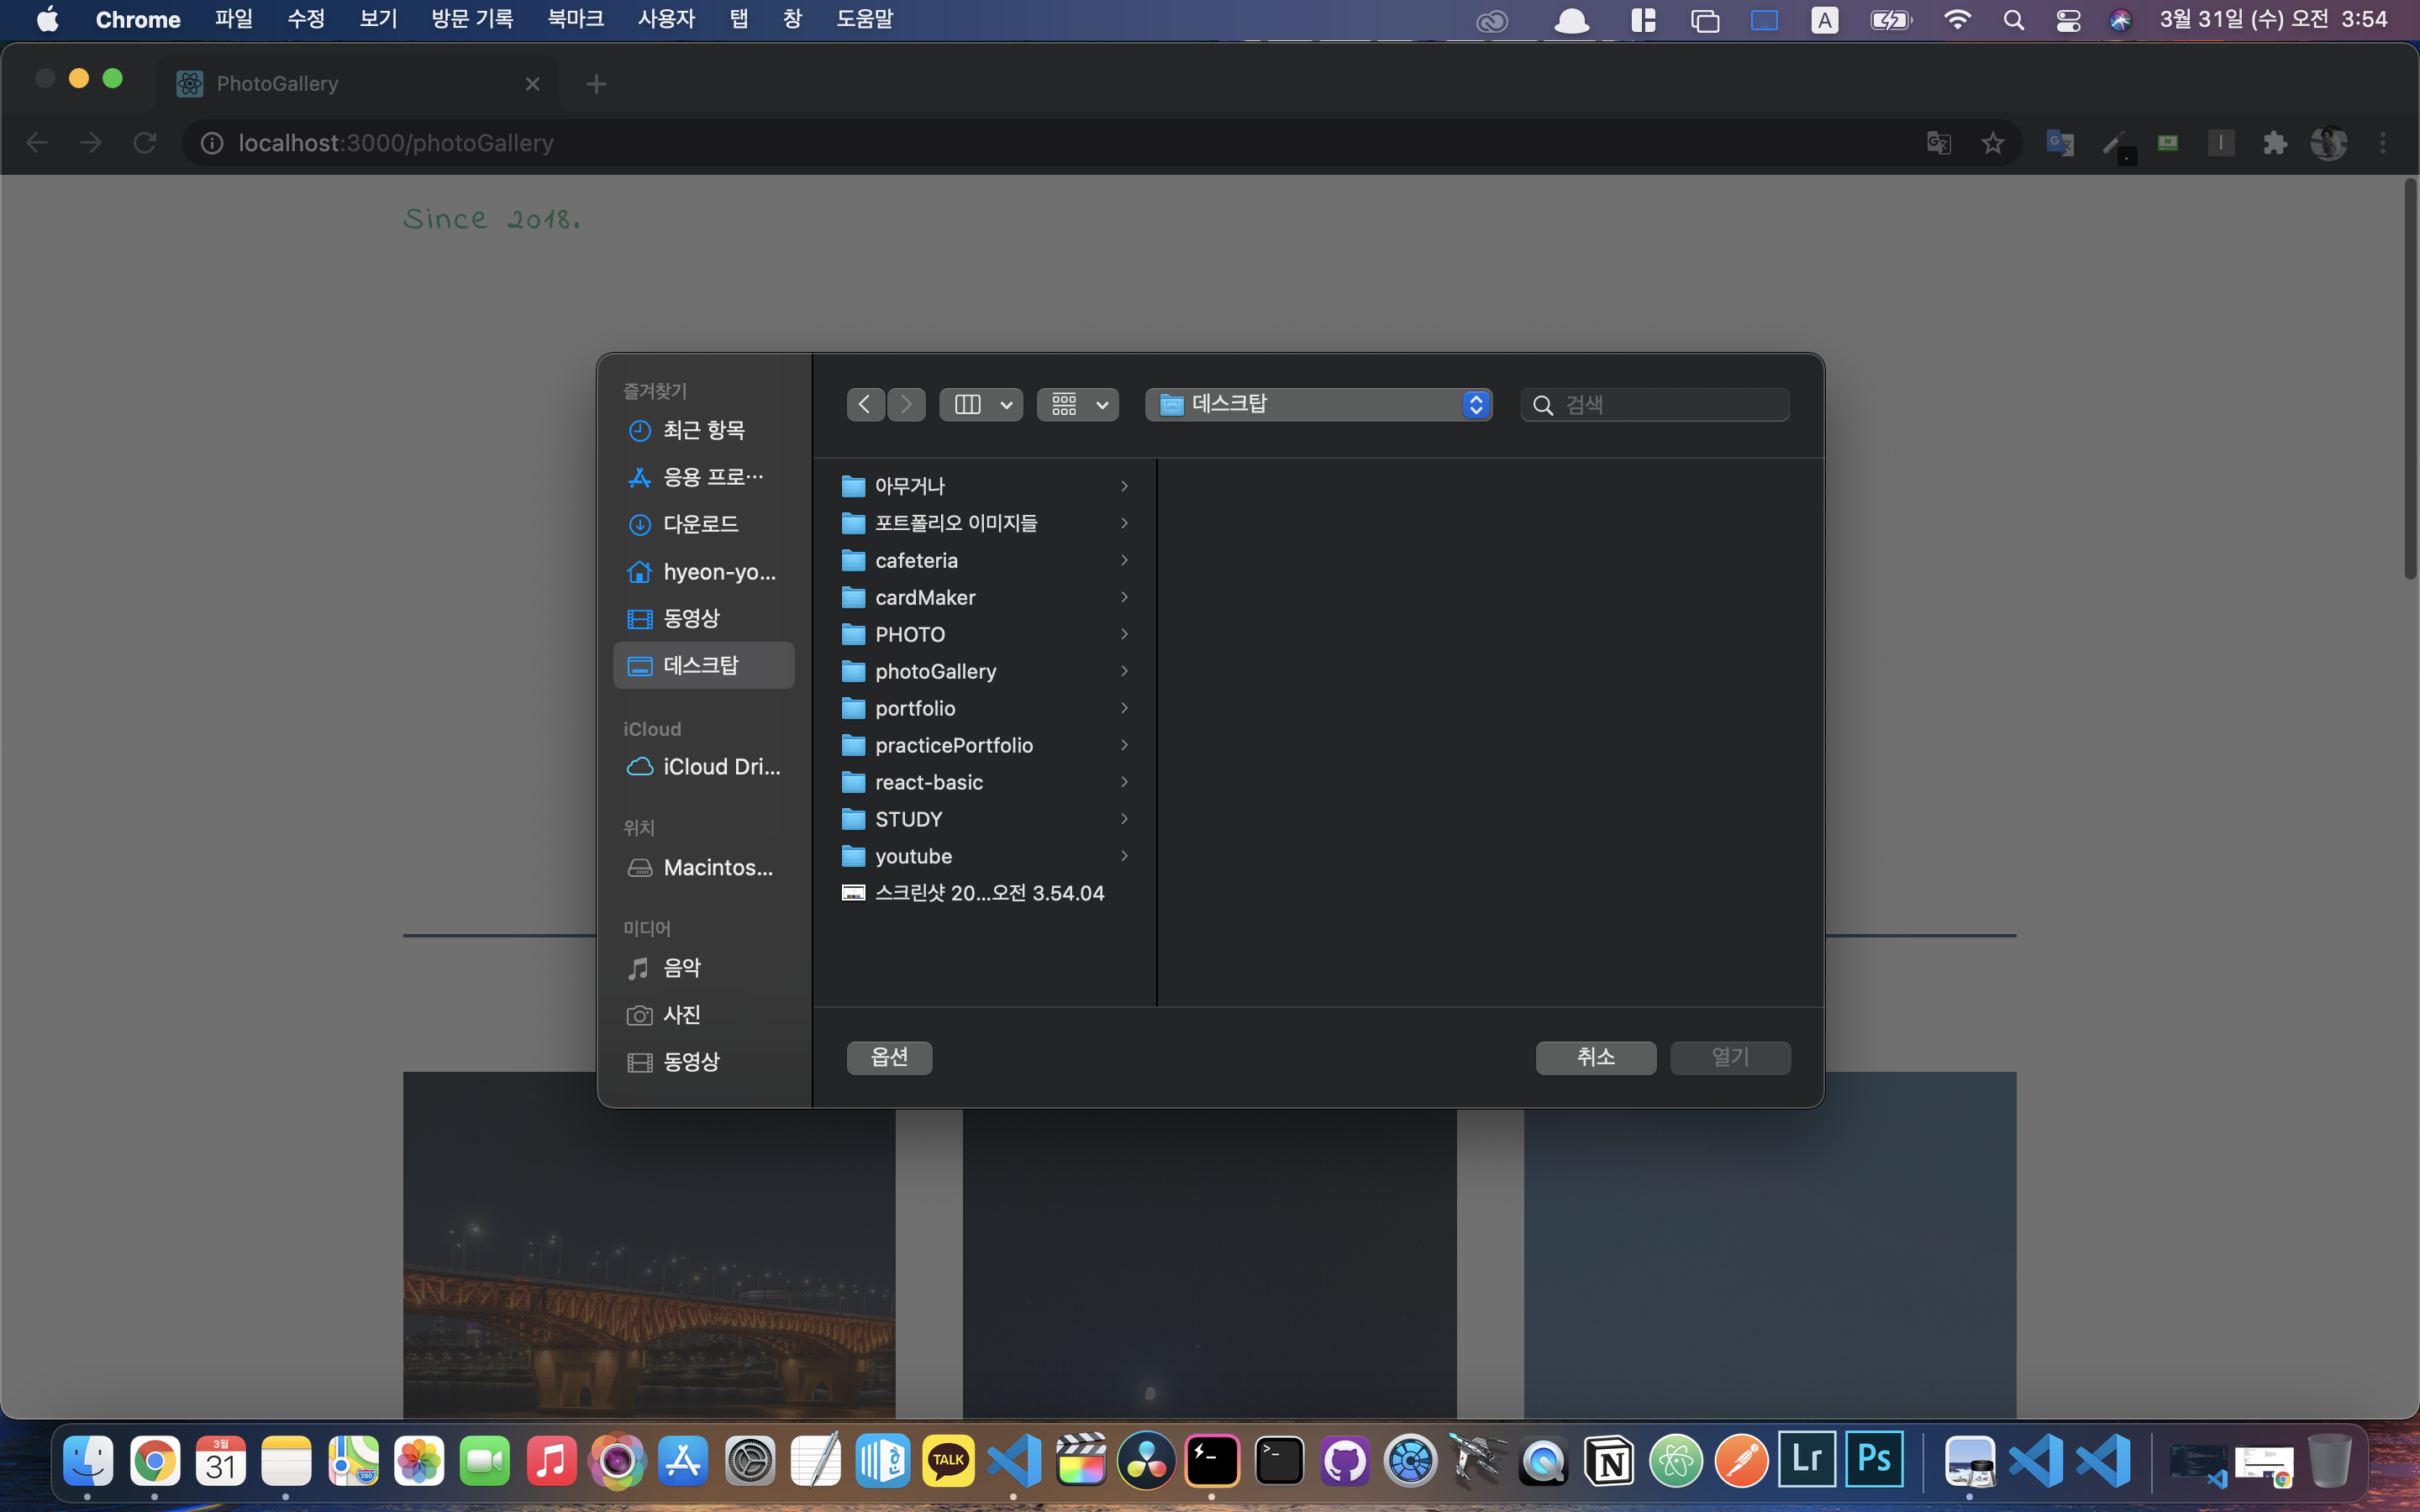 Chrome 파일 수정 보기 방문 기록 북마크 사용자 탭 창 도움말 A 3월 31일 (수) 오전 3:54
PhotoGallery
localhost:3000/photoGallery
Since 2018.
즐겨찾기
최근 항목
응용 프로…
다운로드
hyeon-yo...
동영상
데스크탑
iCloud
iCloud Dri...
위치
Macintos...
미디어
음악
사진
동영상
데스크탑
검색
아무거나
포트폴리오 이미지들
cafeteria
cardMaker
PHOTO
photoGallery
portfolio
practicePortfolio
react-basic
STUDY
youtube
스크린샷 20...오전 3.54.04
옵션
취소
열기
3월
31
280
TALK
Lr
Ps